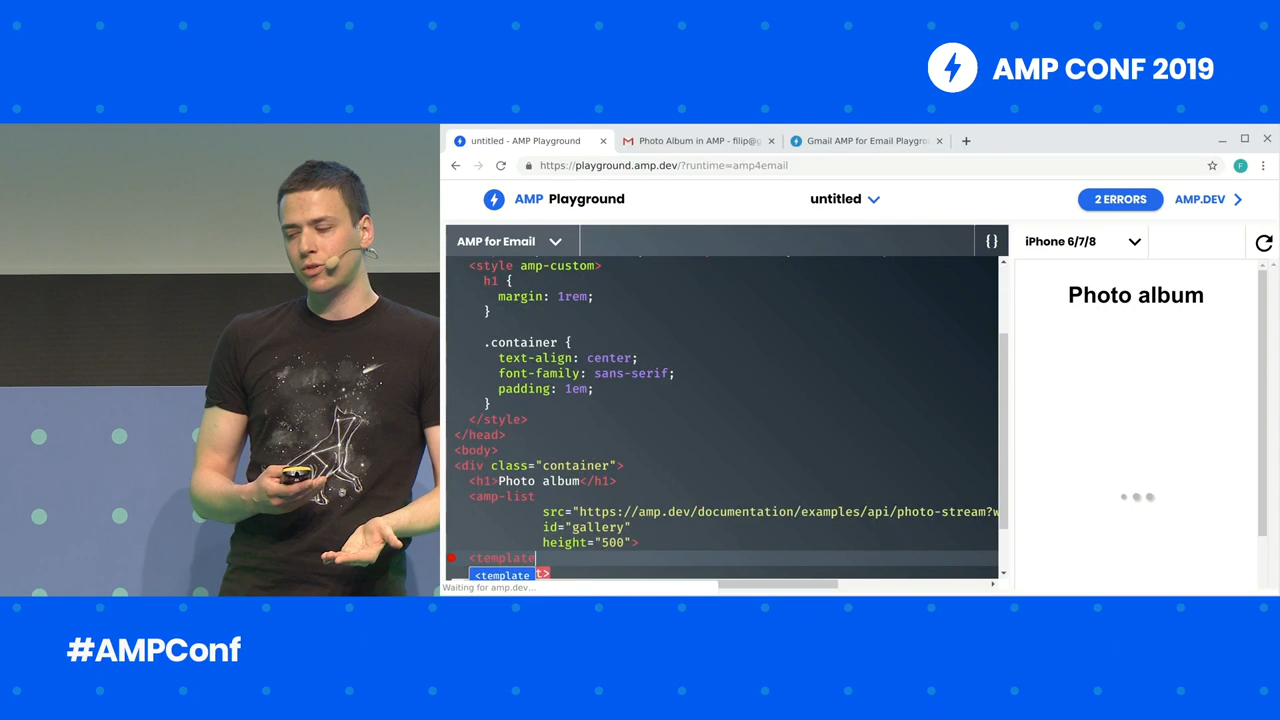 AMP CONF 2019
untitled - AMP Playground
Photo Album in AMP - filip@g
Gmail AMP for Email Playgro
https://playground.amp.dev/?runtime=amp4email
F
AMP Playground
untitled
2 ERRORS
AMP.DEV
AMP for Email
{}
iPhone 6/7/8
<style amp-custom>
h1 {
margin: 1rem;
}
.container {
text-align: center;
font-family: sans-serif;
padding: 1em;
}
</style>
</head>
<body>
<div class="container">
<h1>Photo album</h1>
<amp-list
src="https://amp.dev/documentation/examples/api/photo-stream?w
id="gallery"
height="500">
<template
<template
t>
Waiting for amp.dev...
Photo album
#AMPConf